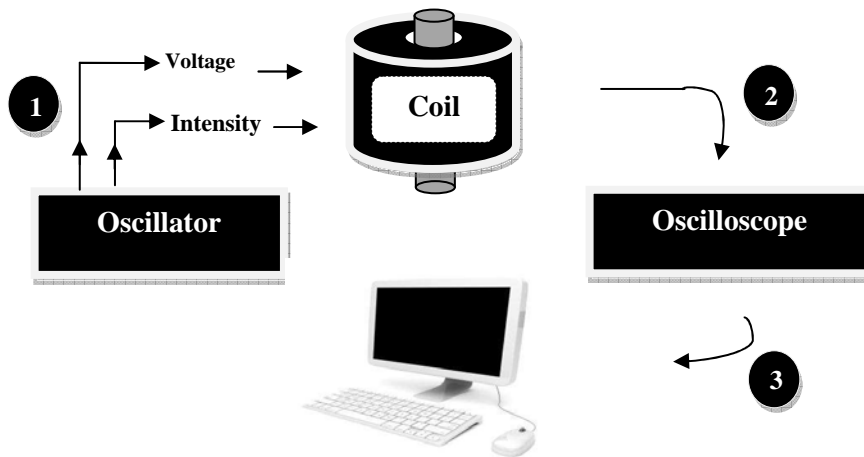 Voltage
1
Coil
2
Intensity
Oscillator
Oscilloscope
3